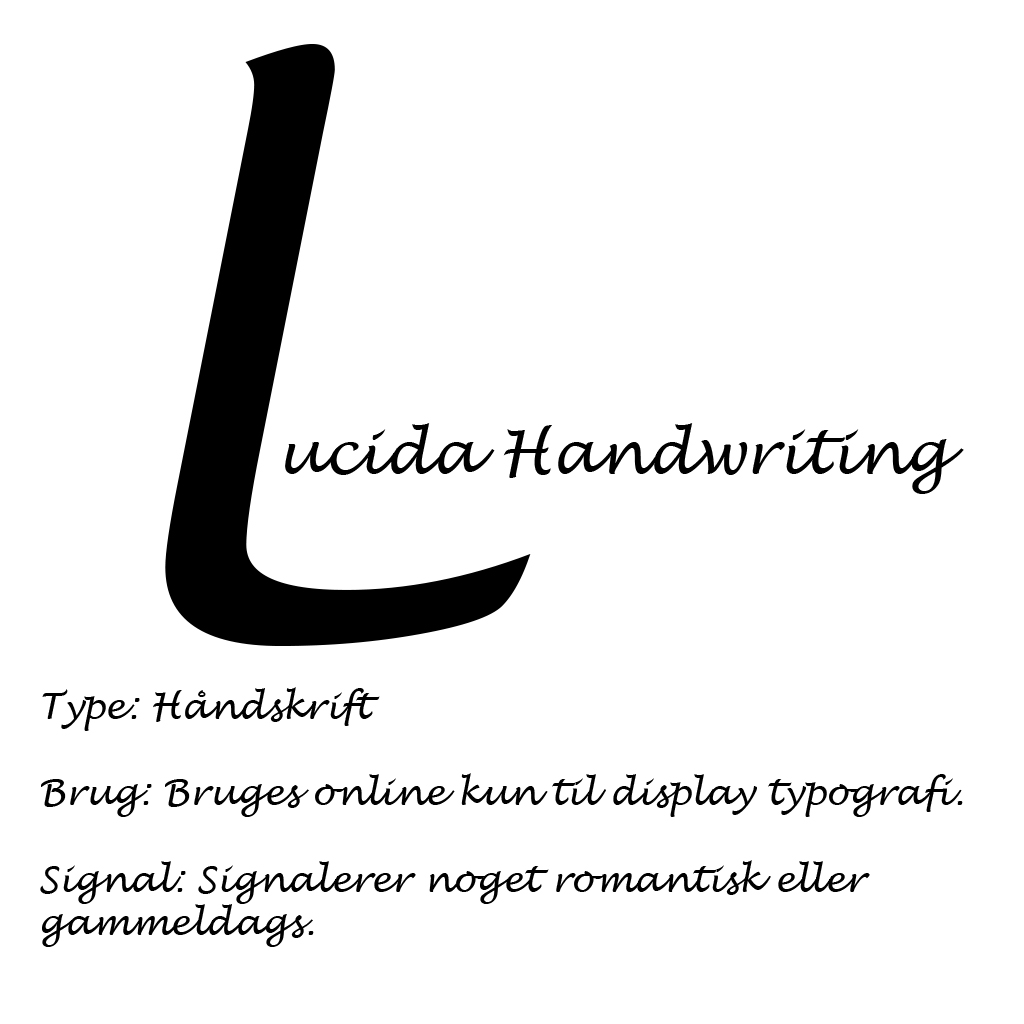 Lucida Handwriting
Type: Håndskrift
Brug: Bruges online kun til display typografi.
Signal: Signalerer noget romantisk eller
gammeldags.